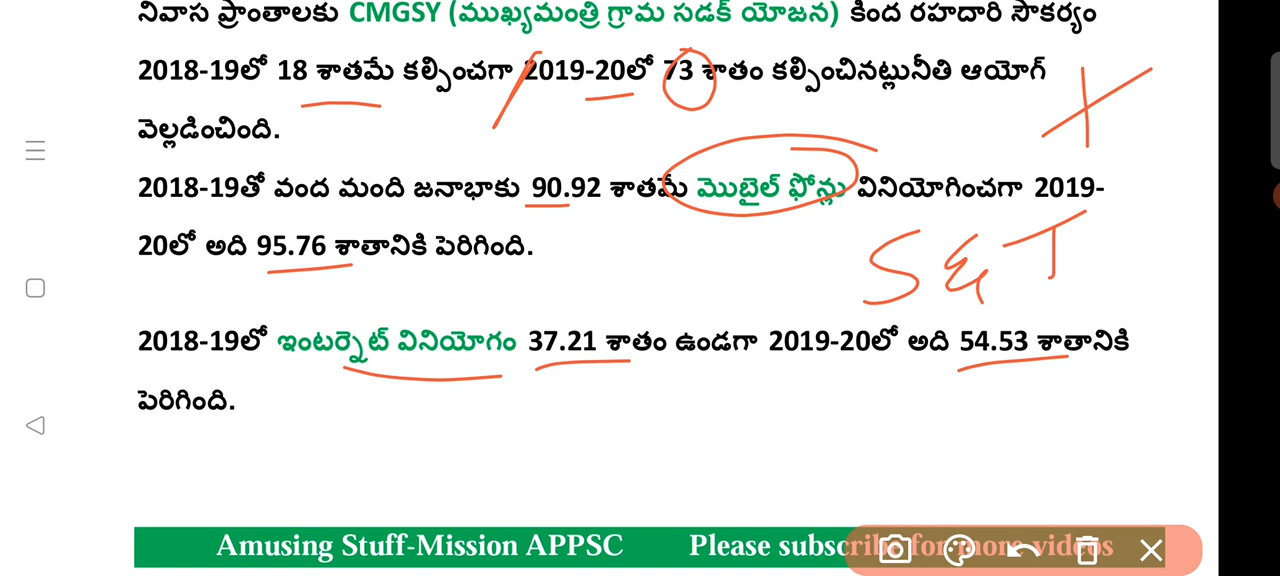 నివాస ప్రాంతాలకు CMGSY (ముఖ్యమంత్రి గ్రామ సడక్ యోజన) కింద రహదారి సౌకర్యం
2018-19లో 18 శాతమే కల్పించగా 2019-20లో 73 శాతం కల్పించినట్లునీతి ఆయోగ్
వెల్లడించింది.
2018-19తో వంద మంది జనాభాకు 90.92 శాతమే మొబైల్ ఫోన్లు వినియోగించగా 2019-
20లో అది 95.76 శాతానికి పెరిగింది.
S & T
2018-19లో ఇంటర్నెట్ వినియోగం 37.21 శాతం ఉండగా 2019-20లో అది 54.53 శాతానికి
పెరిగింది.
Amusing Stuff-Mission APPSC Please subscribe for more videos